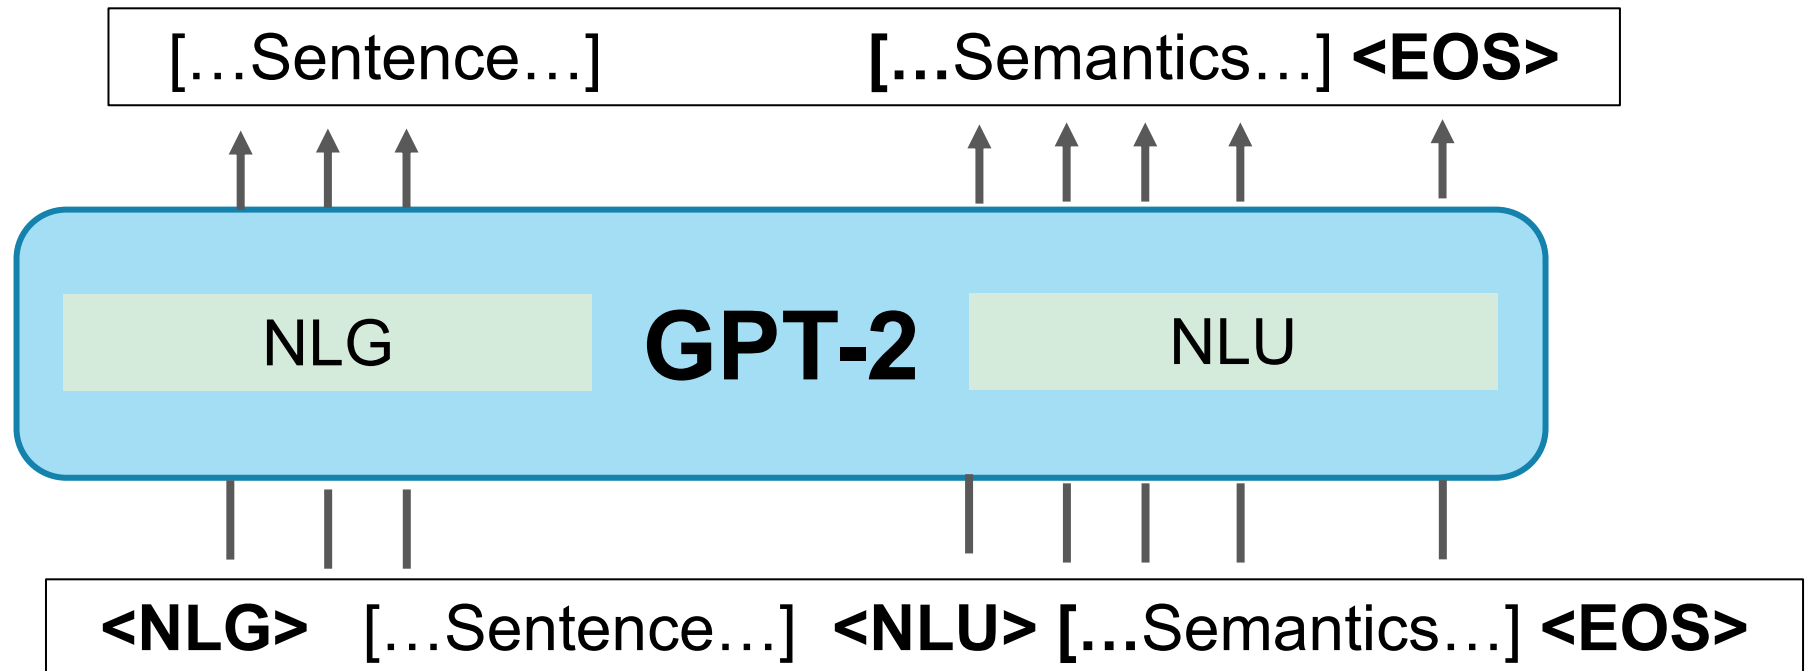 […Sentence…] […Semantics…] <EOS>
NLG GPT-2 NLU
<NLG> […Sentence…] <NLU> […Semantics…] <EOS>